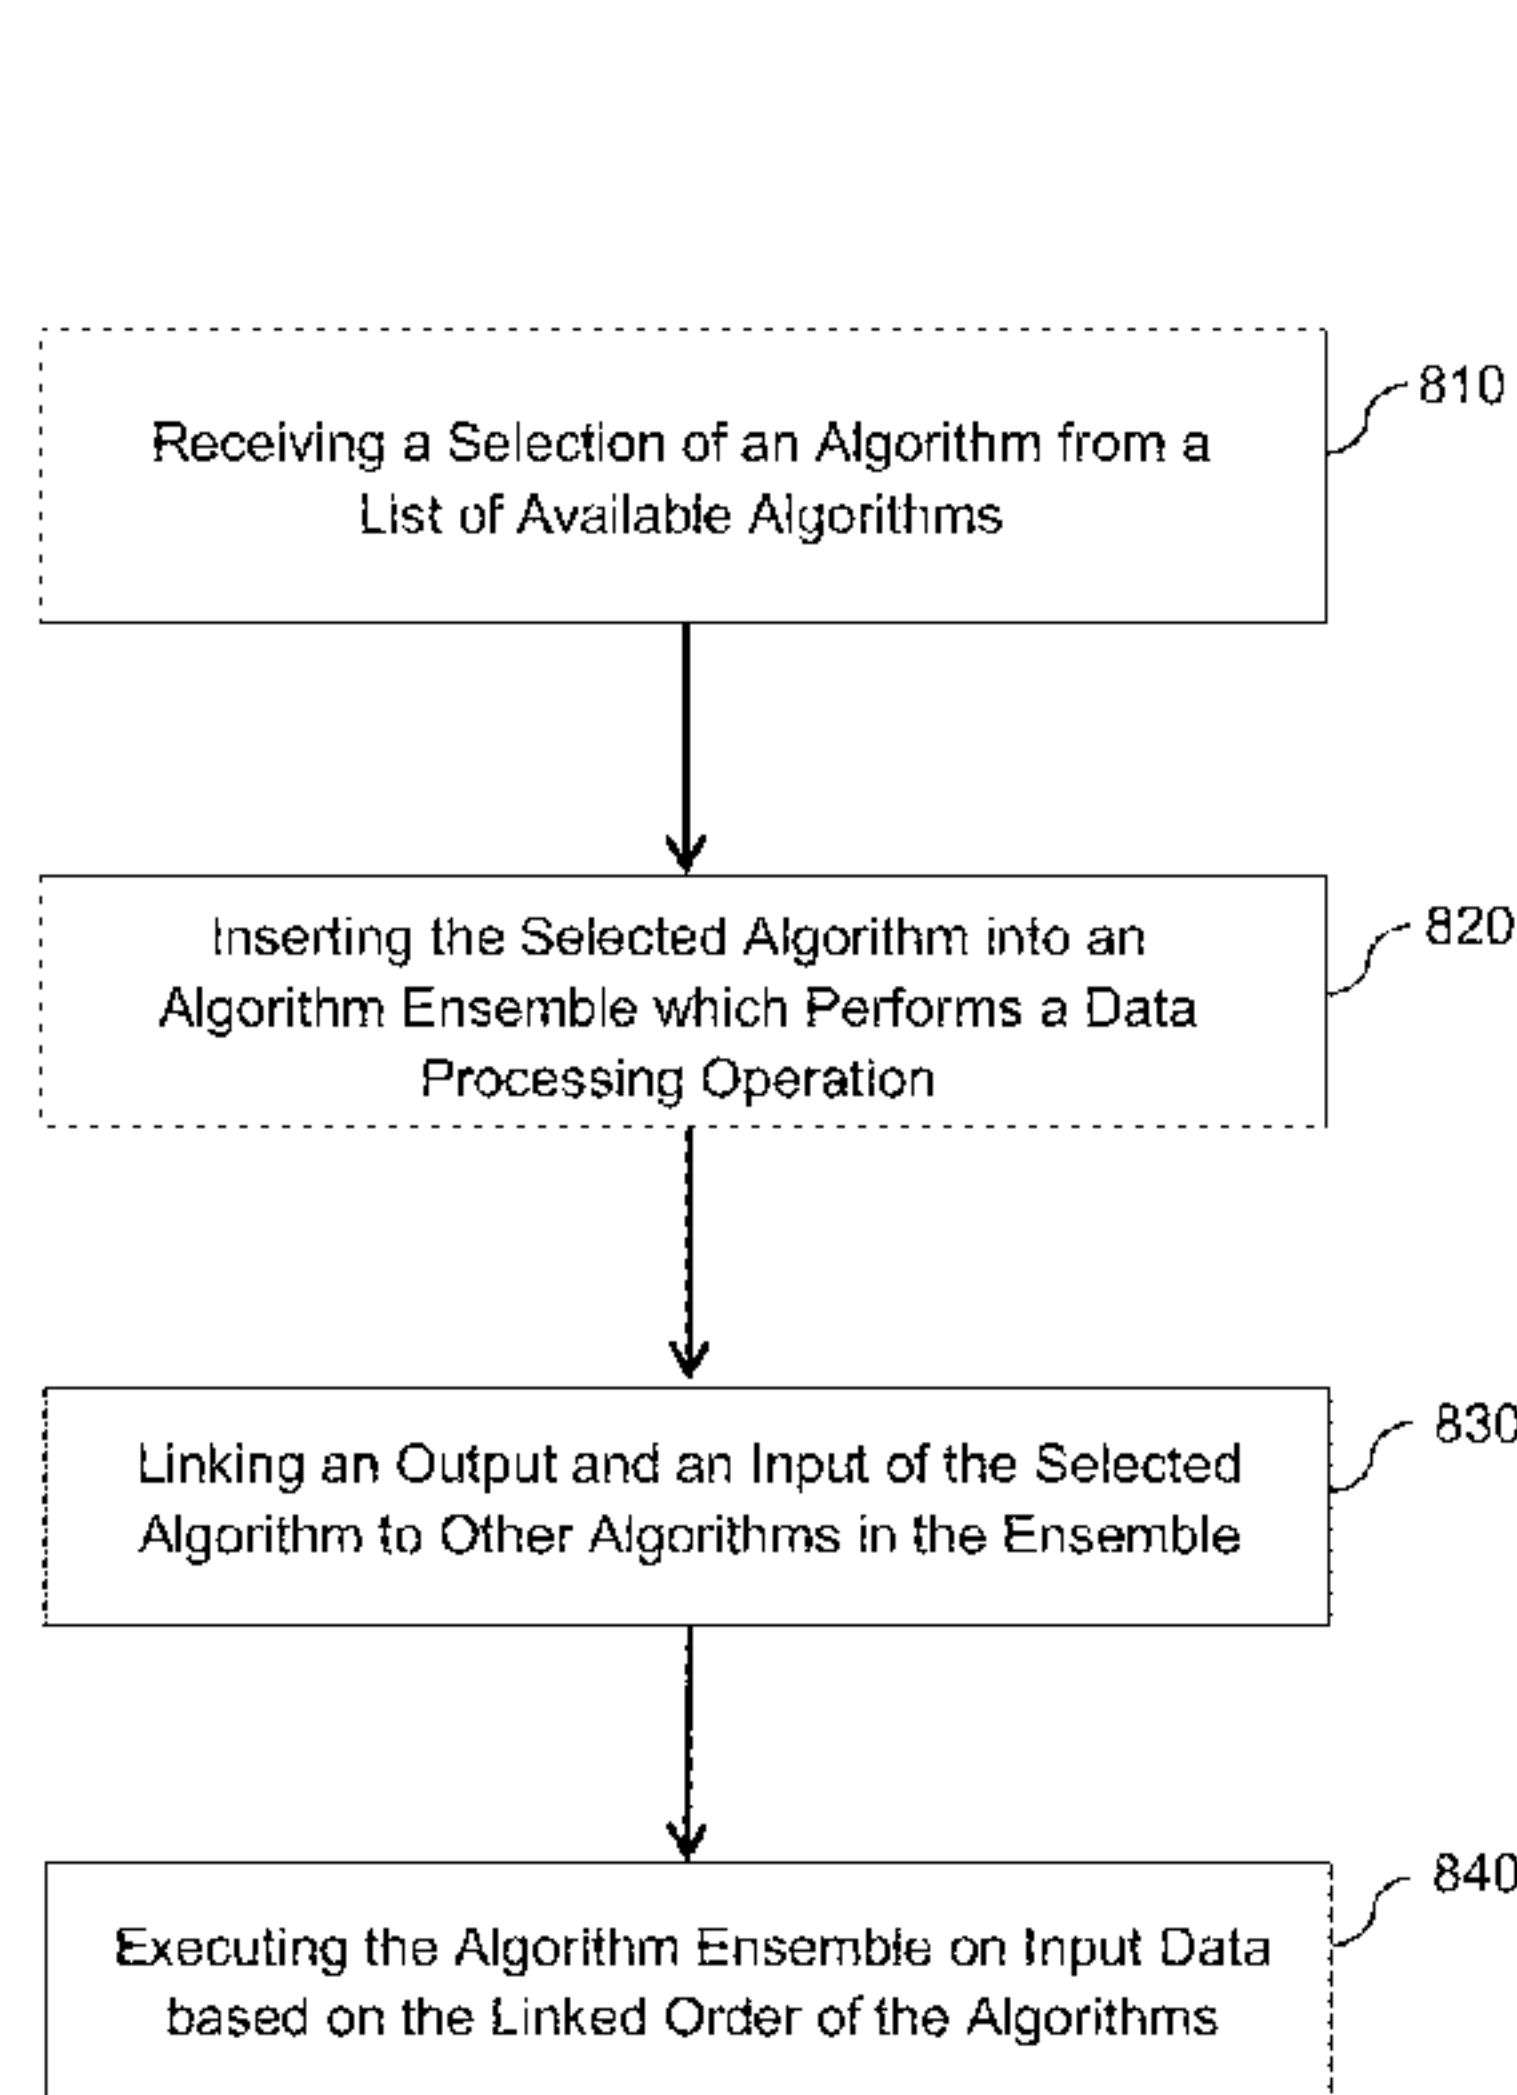 810
Receiving a Selection of an Algorithm from a
List of Available Algorithms
820
Inserting the Selected Algorithm into an
Algorithm Ensemble which Performs a Data
Processing Operation
830
Linking an Output and an Input of the Selected
Algorithm to Other Algorithms in the Ensemble
840
Executing the Algorithm Ensemble on Input Data
based on the Linked Order of the Algorithms